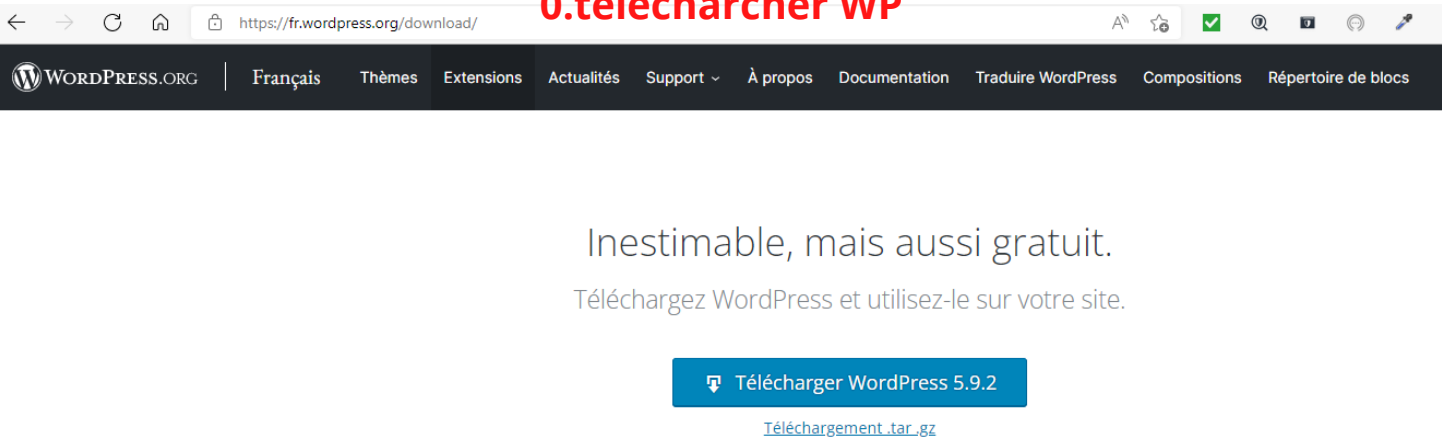 0.télécharcher WP
https://fr.wordpress.org/download/
WORDPRESS.ORG Français Thèmes Extensions Actualités Support À propos Documentation Traduire WordPress Compositions Répertoire de blocs
Inestimable, mais aussi gratuit.
Téléchargez WordPress et utilisez-le sur votre site.
Télécharger WordPress 5.9.2
Téléchargement .tar .gz